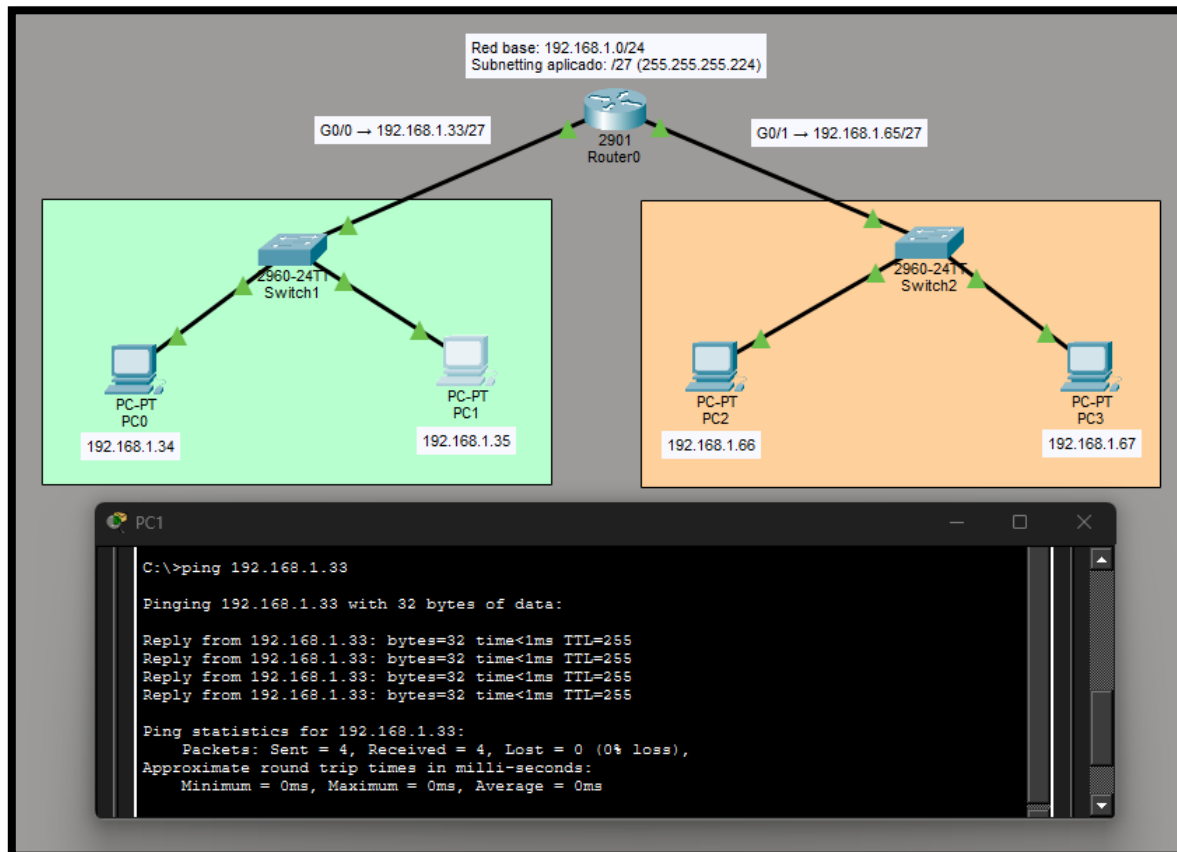 Red base: 192.168.1.0/24
Subnetting aplicado: /27 (255.255.255.224)
G0/0 → 192.168.1.33/27
2901
Router0
G0/1 → 192.168.1.65/27
2960-24TT
Switch1
2960-24TT
Switch2
PC-PT
PC0
192.168.1.34
PC-PT
PC1
192.168.1.35
PC-PT
PC2
192.168.1.66
PC-PT
PC3
192.168.1.67
PC1
C:\>ping 192.168.1.33
Pinging 192.168.1.33 with 32 bytes of data:
Reply from 192.168.1.33: bytes=32 time<1ms TTL=255
Reply from 192.168.1.33: bytes=32 time<1ms TTL=255
Reply from 192.168.1.33: bytes=32 time<1ms TTL=255
Reply from 192.168.1.33: bytes=32 time<1ms TTL=255
Ping statistics for 192.168.1.33:
Packets: Sent = 4, Received = 4, Lost = 0 (0% loss),
Approximate round trip times in milli-seconds:
Minimum = 0ms, Maximum = 0ms, Average = 0ms